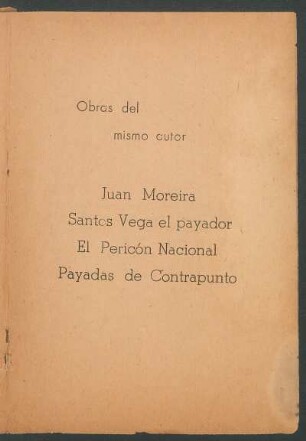 Obras del
mismo autor
Juan Moreira
Santos Vega el payador
El Pericón Nacional
Payadas de Contrapunto